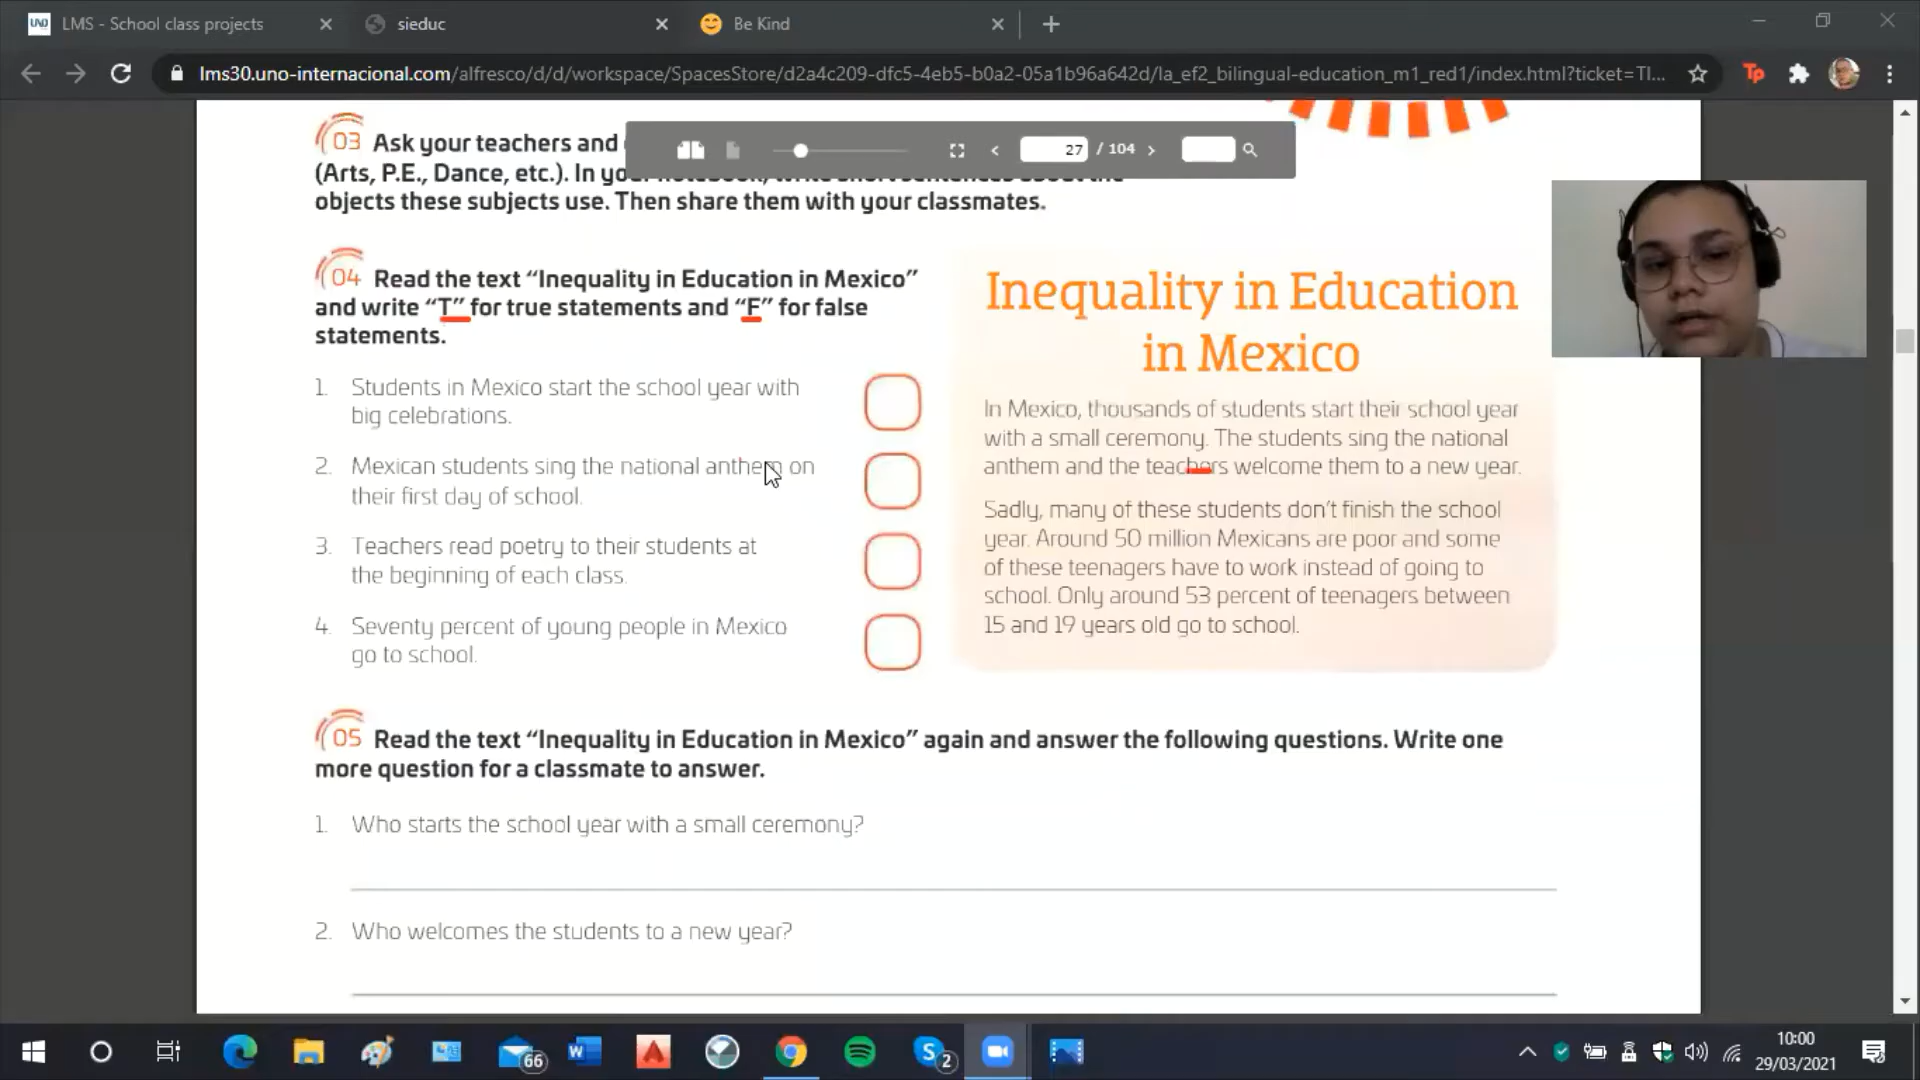 LMS - School class projects
sieduc
Be Kind
lms30.uno-internacional.com/alfresco/d/d/workspace/SpacesStore/d2a4c209-dfc5-4eb5-b0a2-05a1b96a642d/la_ef2_bilingual-education_m1_red1/index.html?ticket=TI...
Tp
27 / 104
03 Ask your teachers and
(Arts, P.E., Dance, etc.). In your notebook, write short sentences about the
objects these subjects use. Then share them with your classmates.
04 Read the text “Inequality in Education in Mexico”
and write “T” for true statements and “F” for false
statements.
1. Students in Mexico start the school year with
big celebrations.
2. Mexican students sing the national anthem on
their first day of school.
3. Teachers read poetry to their students at
the beginning of each class.
4. Seventy percent of young people in Mexico
go to school.
Inequality in Education
in Mexico
In Mexico, thousands of students start their school year
with a small ceremony. The students sing the national
anthem and the teachers welcome them to a new year.
Sadly, many of these students don’t finish the school
year. Around 50 million Mexicans are poor and some
of these teenagers have to work instead of going to
school. Only around 53 percent of teenagers between
15 and 19 years old go to school.
05 Read the text “Inequality in Education in Mexico” again and answer the following questions. Write one
more question for a classmate to answer.
1. Who starts the school year with a small ceremony?
2. Who welcomes the students to a new year?
66
2
10:00
29/03/2021